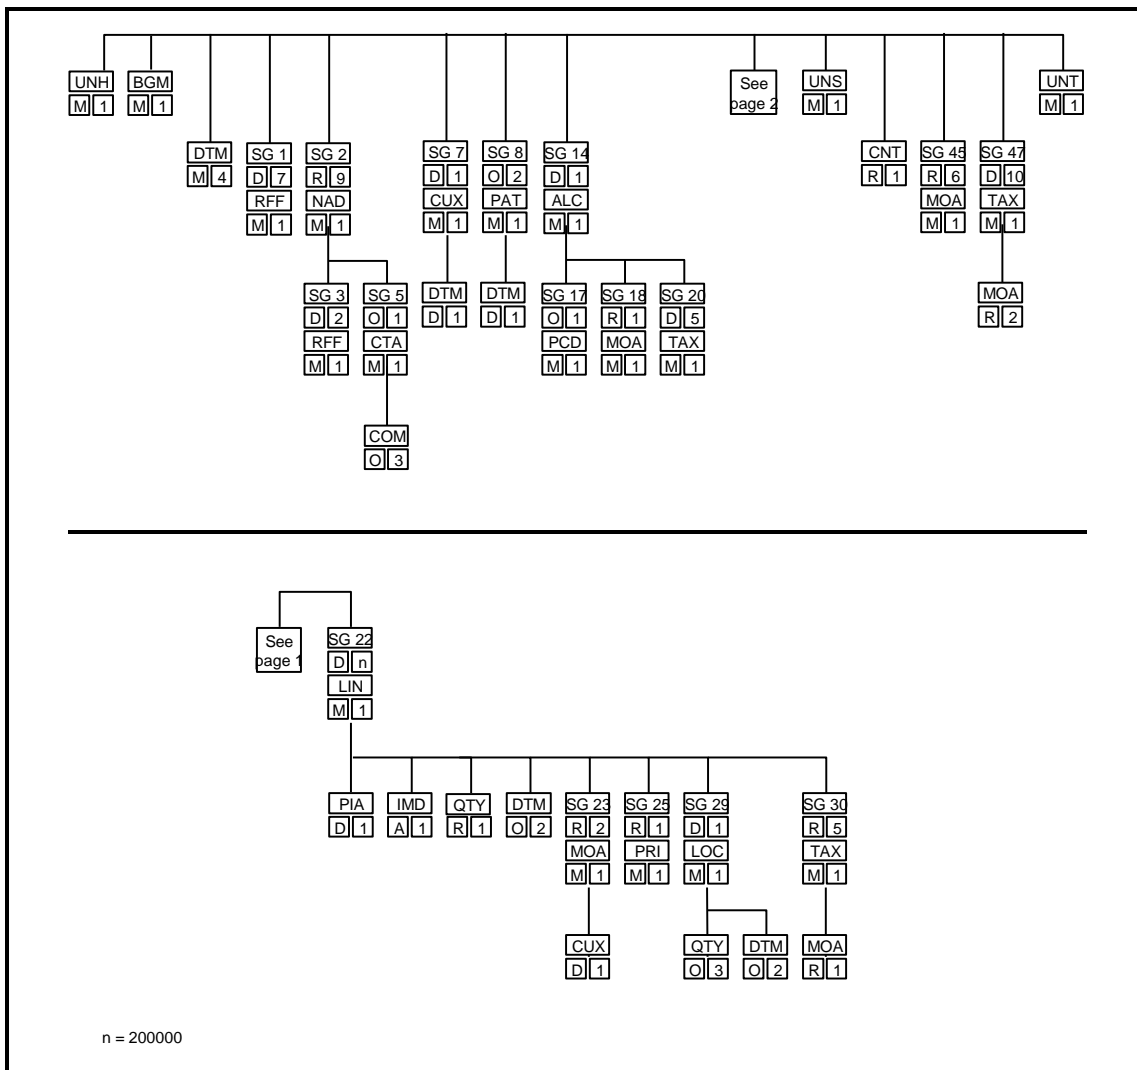 UNH BGM See UNS UNT
M 1 M 1 page 2 M 1 M 1
DTM SG 1 SG 2 SG 7 SG 8 SG 14 CNT SG 45 SG 47
M 4 D 7 R 9 D 1 O 2 D 1 R 1 R 6 D 10
RFF NAD CUX PAT ALC MOA TAX
M 1 M 1 M 1 M 1 M 1 M 1 M 1
SG 3 SG 5 DTM DTM SG 17 SG 18 SG 20 MOA
D 2 O 1 D 1 D 1 O 1 R 1 D 5 R 2
RFF CTA PCD MOA TAX
M 1 M 1 M 1 M 1 M 1
COM
O 3
See SG 22
page 1 D n
LIN
M 1
PIA IMD QTY DTM SG 23 SG 25 SG 29 SG 30
D 1 A 1 R 1 O 2 R 2 R 1 D 1 R 5
MOA PRI LOC TAX
M 1 M 1 M 1 M 1
CUX QTY DTM MOA
D 1 O 3 O 2 R 1
n = 200000